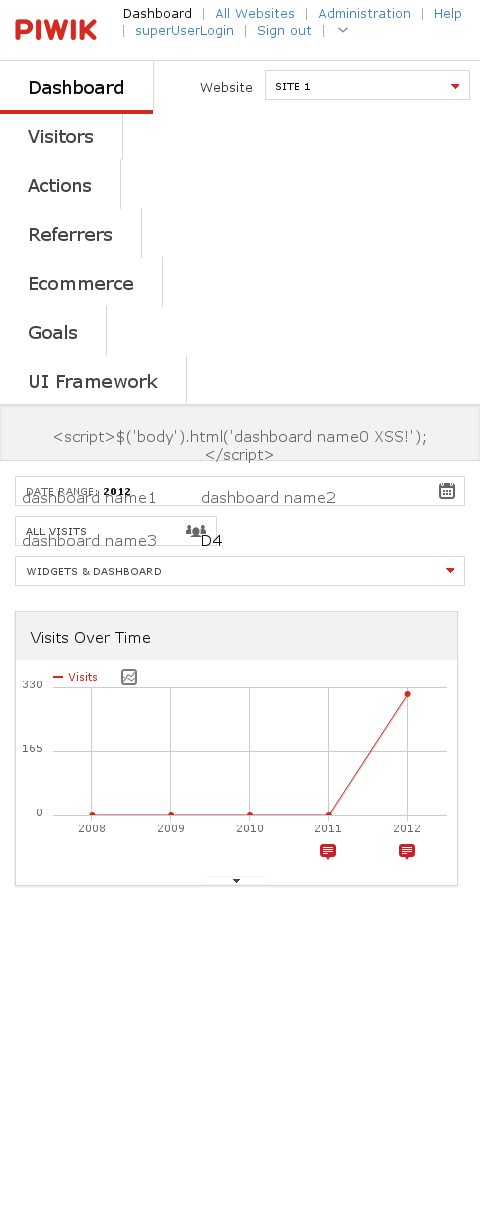 PIWIK
Dashboard | All Websites | Administration | Help
| superUserLogin | Sign out |
Dashboard
Website SITE 1
Visitors
Actions
Referrers
Ecommerce
Goals
UI Framework
<script>$('body').html('dashboard name0 XSS!');
</script>
DATE RANGE: 2012
dashboard name1 dashboard name2
ALL VISITS
dashboard name3 D4
WIDGETS & DASHBOARD
Visits Over Time
Visits
330
165
0
2008 2009 2010 2011 2012